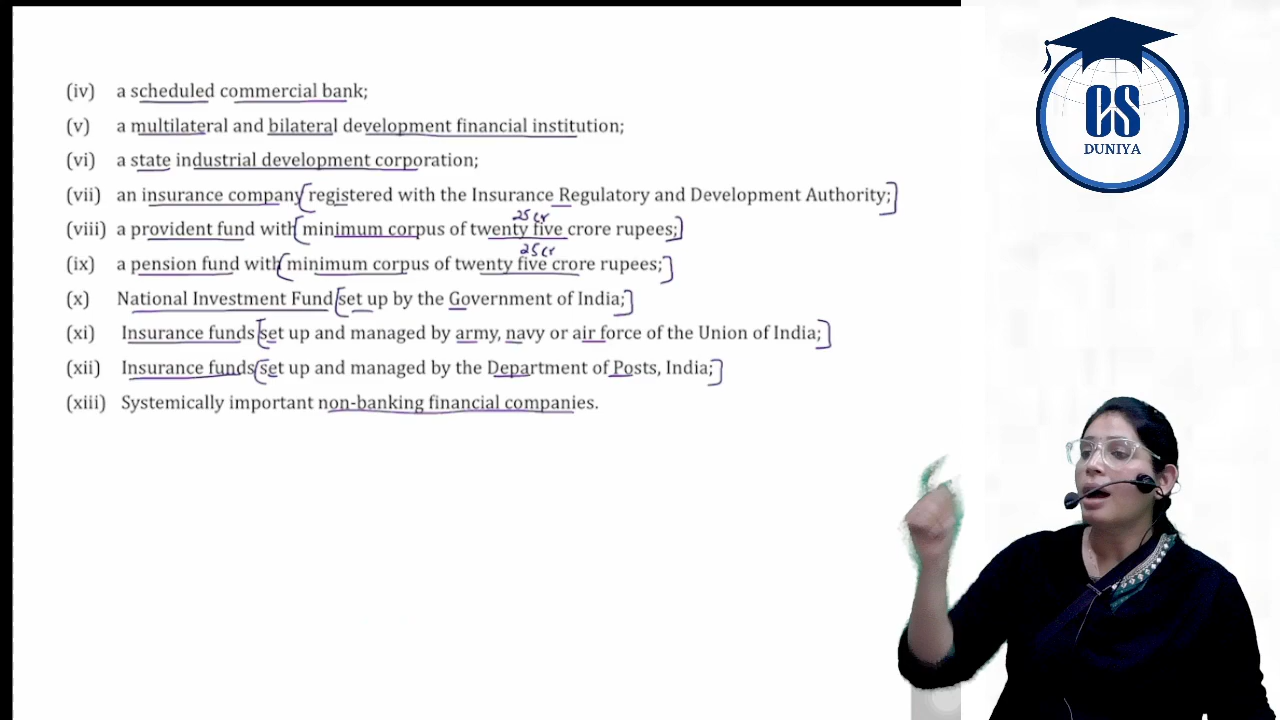 (iv) a scheduled commercial bank;
(v) a multilateral and bilateral development financial institution;
(vi) a state industrial development corporation;
(vii) an insurance company registered with the Insurance Regulatory and Development Authority;
25 cr
(viii) a provident fund with minimum corpus of twenty five crore rupees;
25 cr
(ix) a pension fund with minimum corpus of twenty five crore rupees;
(x) National Investment Fund set up by the Government of India;
(xi) Insurance funds set up and managed by army, navy or air force of the Union of India;
(xii) Insurance funds set up and managed by the Department of Posts, India;
(xiii) Systemically important non-banking financial companies.
CS
DUNIYA